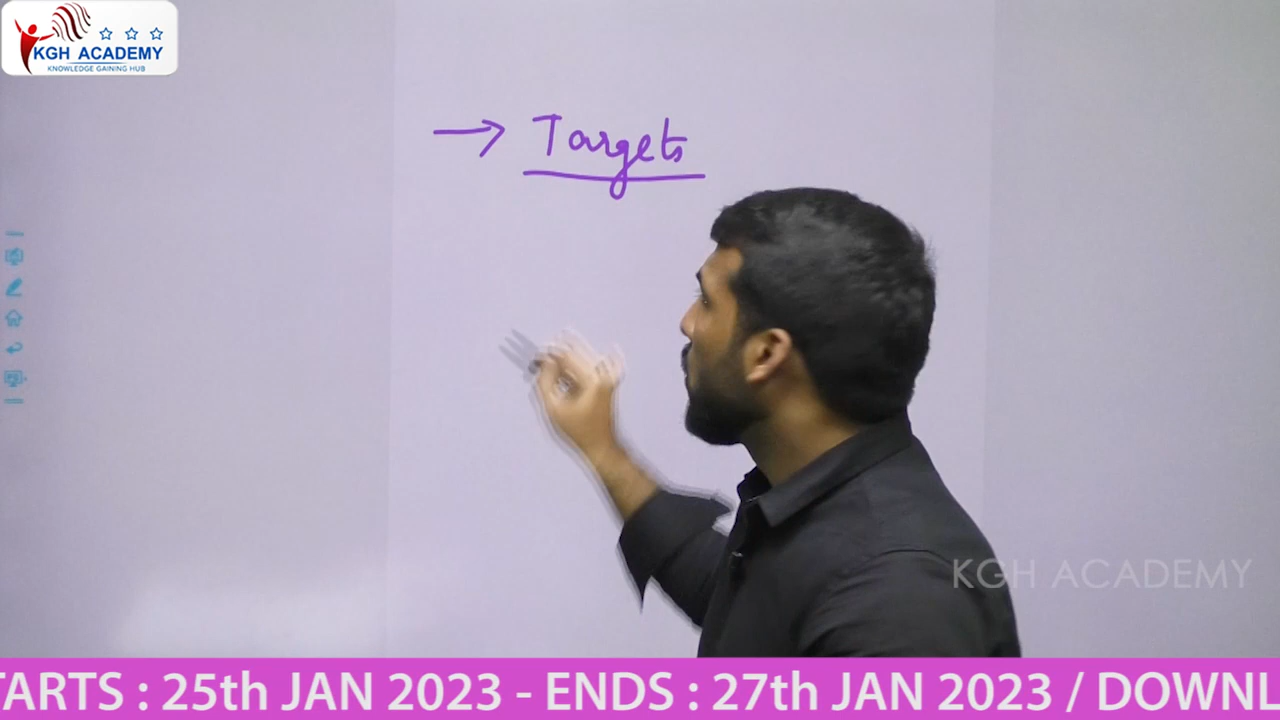 KGH ACADEMY
KNOWLEDGE GAINING HUB
→ Targets
KGH ACADEMY
TARTS : 25th JAN 2023 - ENDS : 27th JAN 2023 / DOWNL